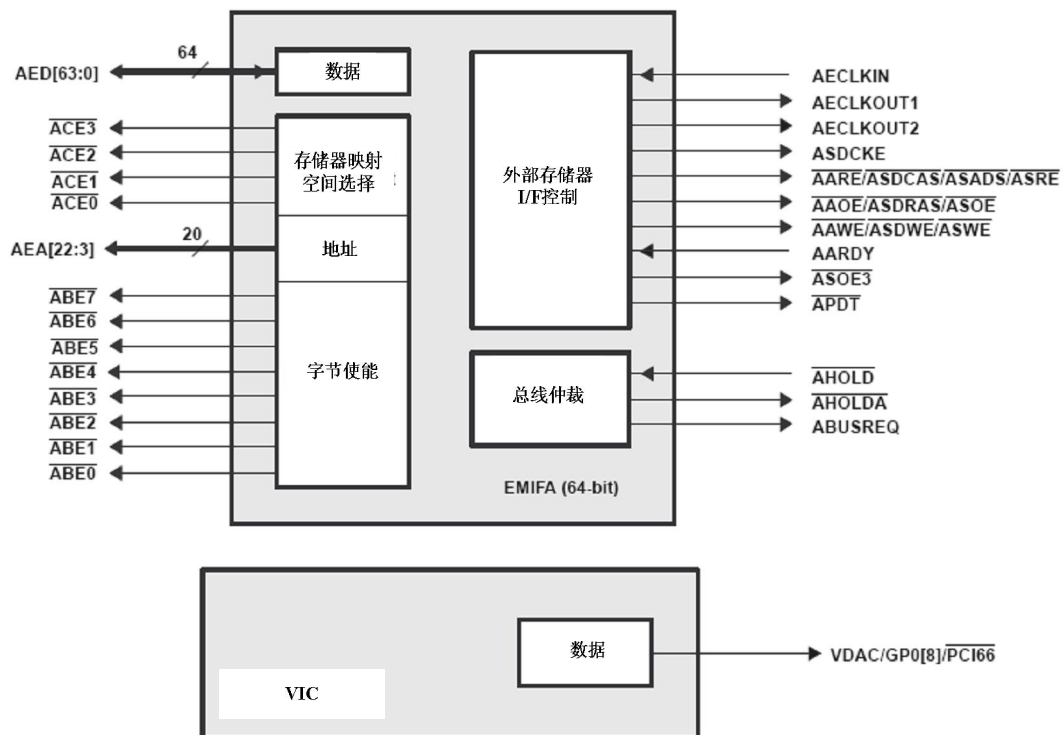 64
AED[63:0]
数据
ACE3
ACE2
ACE1
ACE0
存储器映射
空间选择
20
AEA[22:3]
地址
ABE7
ABE6
ABE5
ABE4
ABE3
ABE2
ABE1
ABE0
字节使能
外部存储器
I/F控制
AECLKIN
AECLKOUT1
AECLKOUT2
ASDCKE
AARE/ASDCAS/ASADS/ASRE
AAOE/ASDRAS/ASOE
AAWE/ASDWE/ASWE
AARDY
ASOE3
APDT
总线仲裁
AHOLD
AHOLDA
ABUSREQ
EMIFA (64-bit)
数据
VDAC/GP0[8]/PCI66
VIC